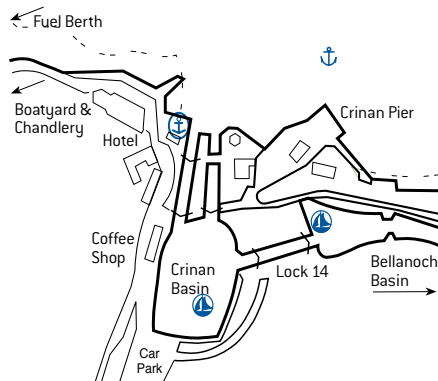 Fuel Berth
Boatyard &
Chandlery
Hotel
Crinan Pier
Coffee
Shop
Crinan
Basin
Lock 14
Bellanoch
Basin
Car
Park